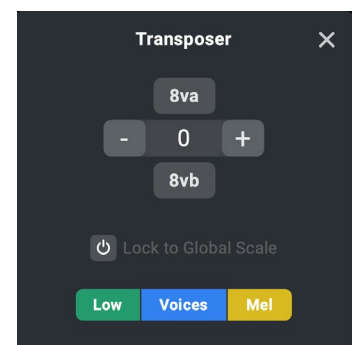 Transposer ×
8va
- 0 +
8vb
Lock to Global Scale
Low Voices Mel